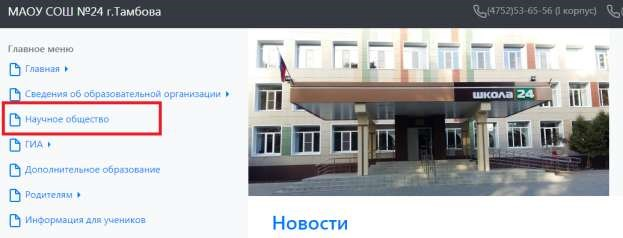 МАОУ СОШ №24 г.Тамбова
(4752)53-65-56 (I корпус)
Главное меню
Главная
Сведения об образовательной организации
Научное общество
ГИА
Дополнительное образование
Родителям
Информация для учеников
школа 24
Новости